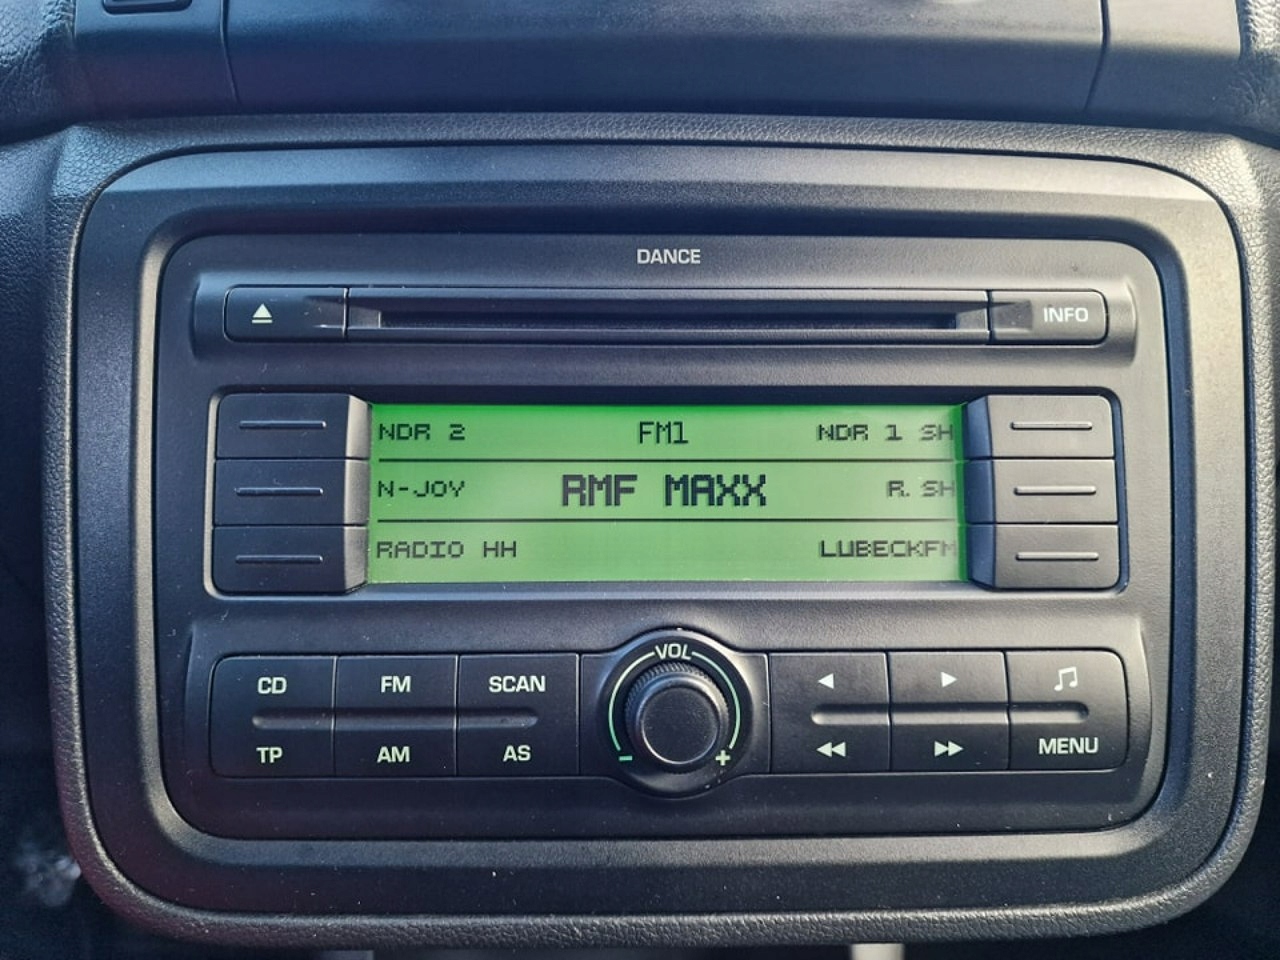 DANCE
INFO
NDR 2 FM1 NDR 1 SH
N-JOY RMF MAXX R. SH
RADIO HH LUBECKFM
VOL
CD FM SCAN
TP AM AS
- +
MENU